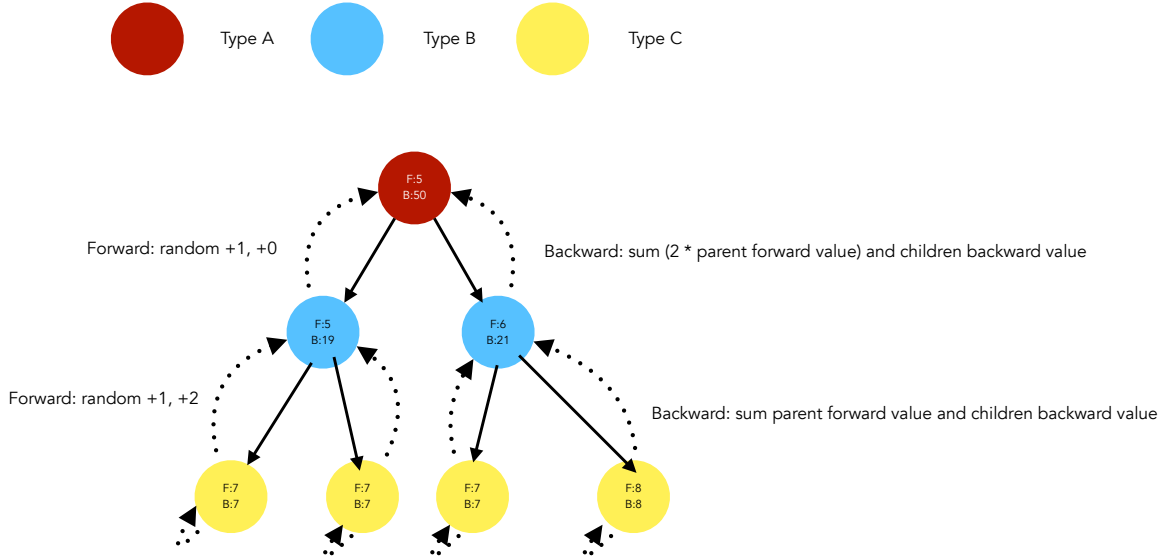 Type A
Type B
Type C
F:5
B:50
Forward: random +1, +0
Backward: sum (2 * parent forward value) and children backward value
F:5
B:19
F:6
B:21
Forward: random +1, +2
Backward: sum parent forward value and children backward value
F:7
B:7
F:7
B:7
F:7
B:7
F:8
B:8